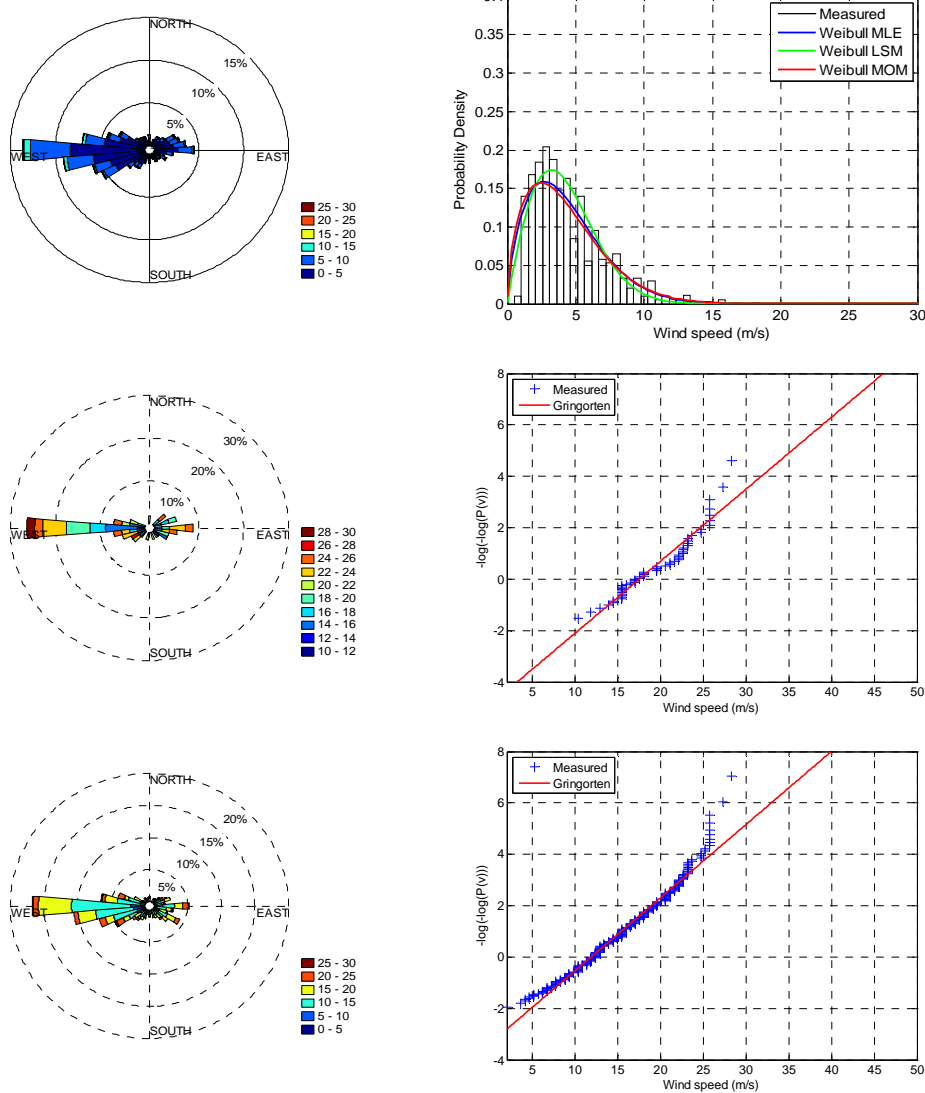 NORTH
15%
10%
5%
WEST
EAST
SOUTH
25 - 30
20 - 25
15 - 20
10 - 15
5 - 10
0 - 5
Measured
Weibull MLE
Weibull LSM
Weibull MOM
0.35
0.3
0.25
0.2
0.15
0.1
0.05
0
Probability Density
0 5 10 15 20 25 30
Wind speed (m/s)
NORTH
30%
20%
10%
WEST
EAST
SOUTH
28 - 30
26 - 28
24 - 26
22 - 24
20 - 22
18 - 20
16 - 18
14 - 16
12 - 14
10 - 12
Measured
Gringorten
8
6
4
2
0
-2
-4
-log(-log(P(v)))
5 10 15 20 25 30 35 40 45 50
Wind speed (m/s)
NORTH
20%
15%
10%
5%
WEST
EAST
SOUTH
25 - 30
20 - 25
15 - 20
10 - 15
5 - 10
0 - 5
Measured
Gringorten
8
6
4
2
0
-2
-4
-log(-log(P(v)))
5 10 15 20 25 30 35 40 45 50
Wind speed (m/s)